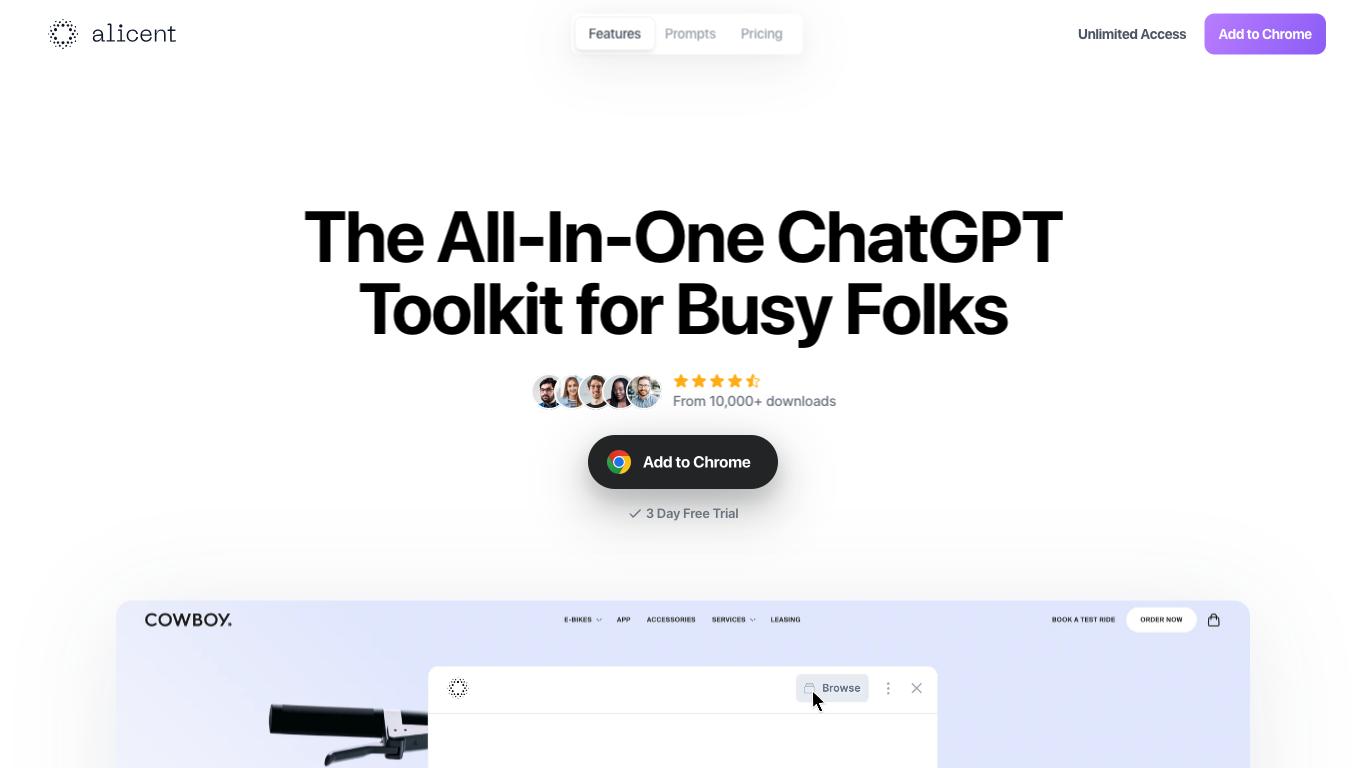 alicent
Features Prompts Pricing
Unlimited Access
Add to Chrome
The All-In-One ChatGPT
Toolkit for Busy Folks
From 10,000+ downloads
Add to Chrome
3 Day Free Trial
COWBOY.
E-BIKES APP ACCESSORIES SERVICES LEASING
BOOK A TEST RIDE
ORDER NOW
Browse